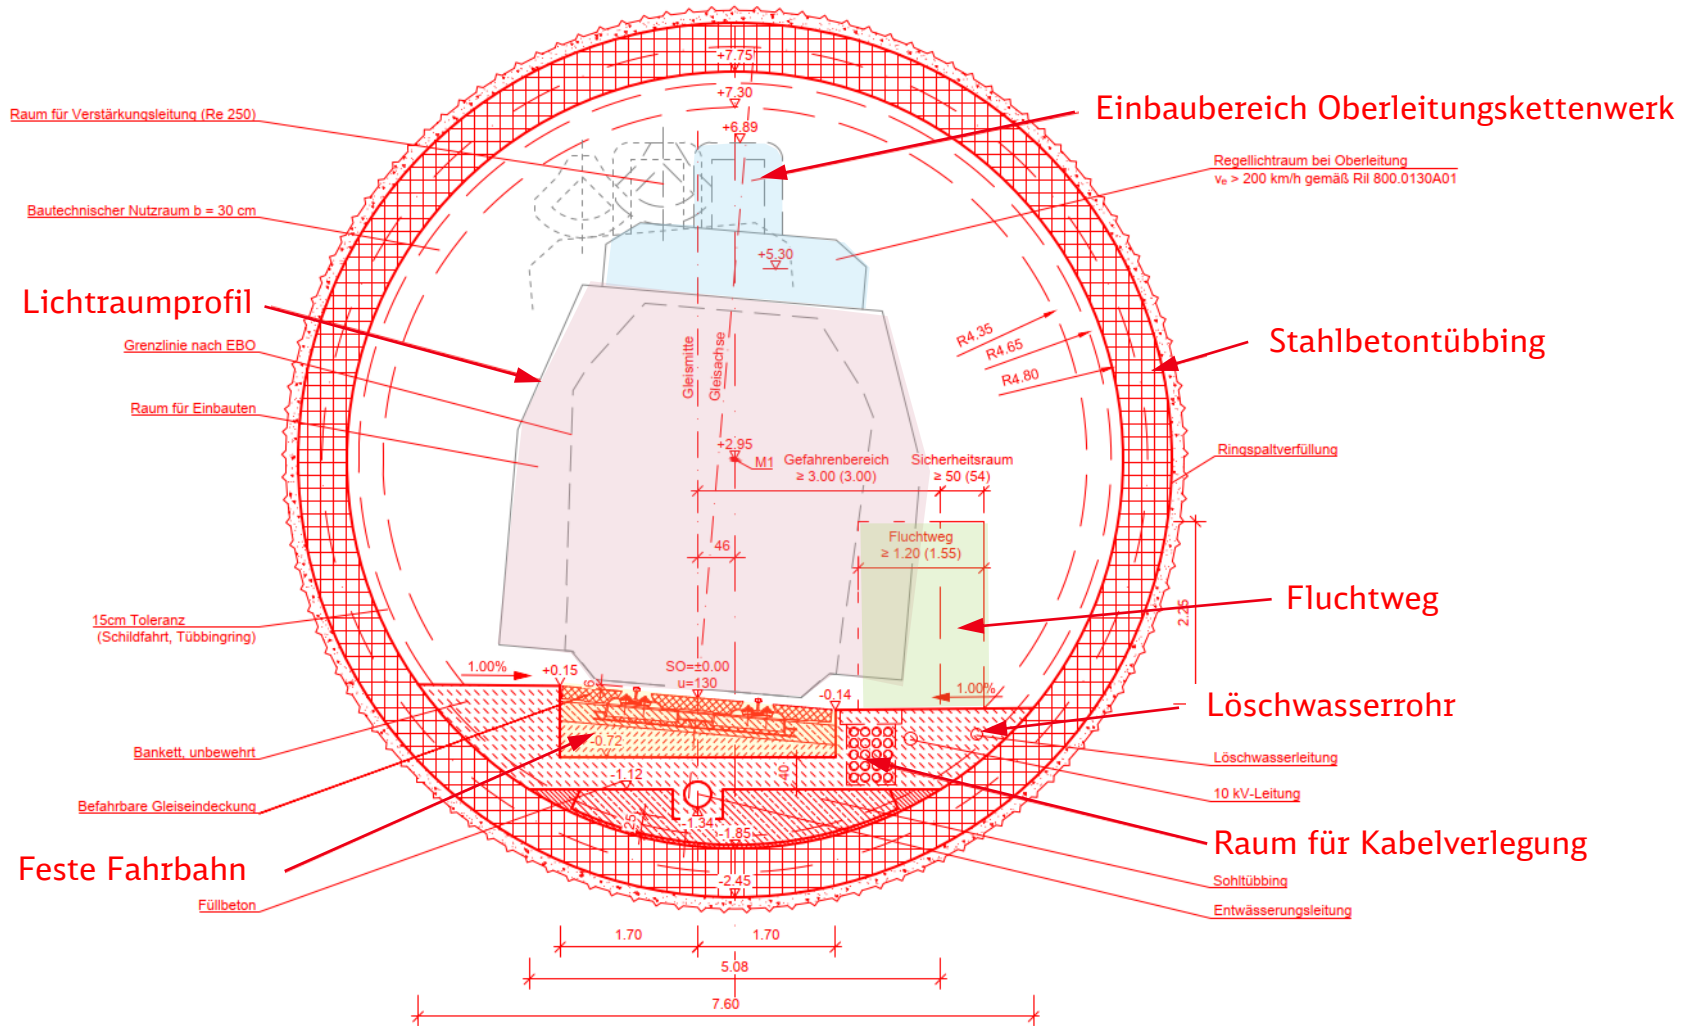 +7.75
+7.30
+6.89
Einbaubereich Oberleitungskettenwerk
Raum für Verstärkungsleitung (Re 250)
Regellichtraum bei Oberleitung
vₑ > 200 km/h gemäß Ril 800.0130A01
Bautechnischer Nutzraum b = 30 cm
+5.30
Lichtraumprofil
Grenzlinie nach EBO
Gleismitte
Gleisachse
R4.35
R4.65
R4.80
Stahlbetontübbing
Raum für Einbauten
+2.95
M1
Gefahrenbereich
≥ 3.00 (3.00)
Sicherheitsraum
≥ 50 (54)
Ringspaltverfüllung
46
Fluchtweg
≥ 1.20 (1.55)
Fluchtweg
2.25
15cm Toleranz
(Schildfahrt, Tübbingring)
1.00%
+0.15
6
SO=±0.00
u=130
-0.14
1.00%
Löschwasserrohr
Bankett, unbewehrt
-0.72
Löschwasserleitung
-1.12
40
10 kV-Leitung
Befahrbare Gleiseindeckung
25
-1.34
-1.85
Raum für Kabelverlegung
Feste Fahrbahn
-2.45
Sohltübbing
Füllbeton
Entwässerungsleitung
1.70
1.70
5.08
7.60